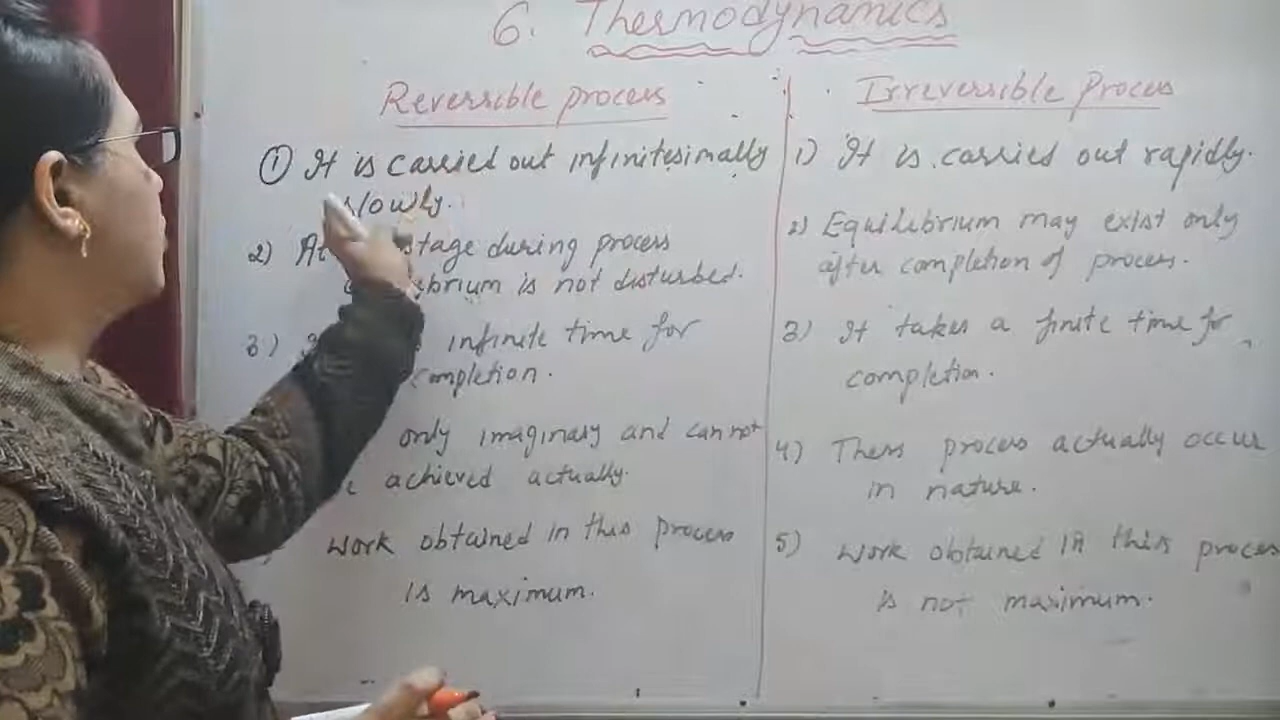 6. Thermodynamics
Reversible process
① It is carried out infinitesimally
slowly.
2) At stage during process
brium is not disturbed.
3) infinite time for
completion.
only imaginary and cannot
achieved actually.
Work obtained in this process
is maximum.
Irreversible Process
1) It is carried out rapidly.
2) Equilibrium may exist only
after completion of process.
3) It takes a finite time for
completion.
4) Thers process actually occur
in nature.
5) Work obtained in this process
is not maximum.